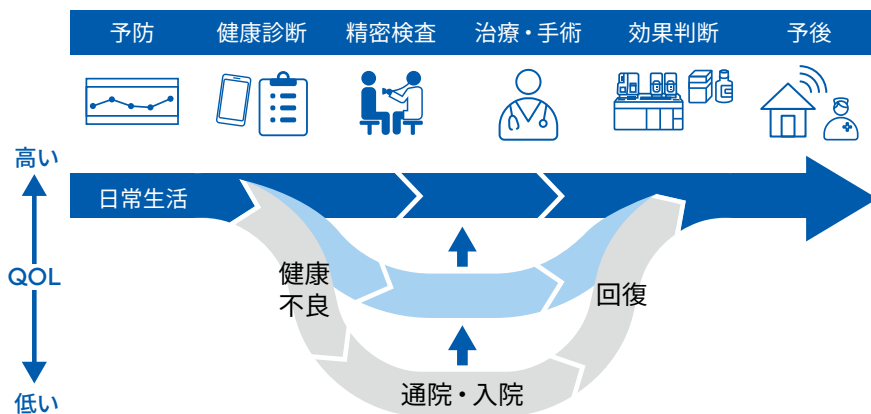 予防
健康診断
精密検査
治療・手術
効果判断
予後
高い
日常生活
QOL
健康
不良
回復
通院・入院
低い